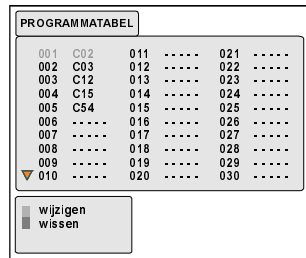 PROGRAMMATABEL
001 C02 011 ----- 021 -----
002 C03 012 ----- 022 -----
003 C12 013 ----- 023 -----
004 C15 014 ----- 024 -----
005 C54 015 ----- 025 -----
006 ----- 016 ----- 026 -----
007 ----- 017 ----- 027 -----
008 ----- 018 ----- 028 -----
009 ----- 019 ----- 029 -----
010 ----- 020 ----- 030 -----
wijzigen
wissen